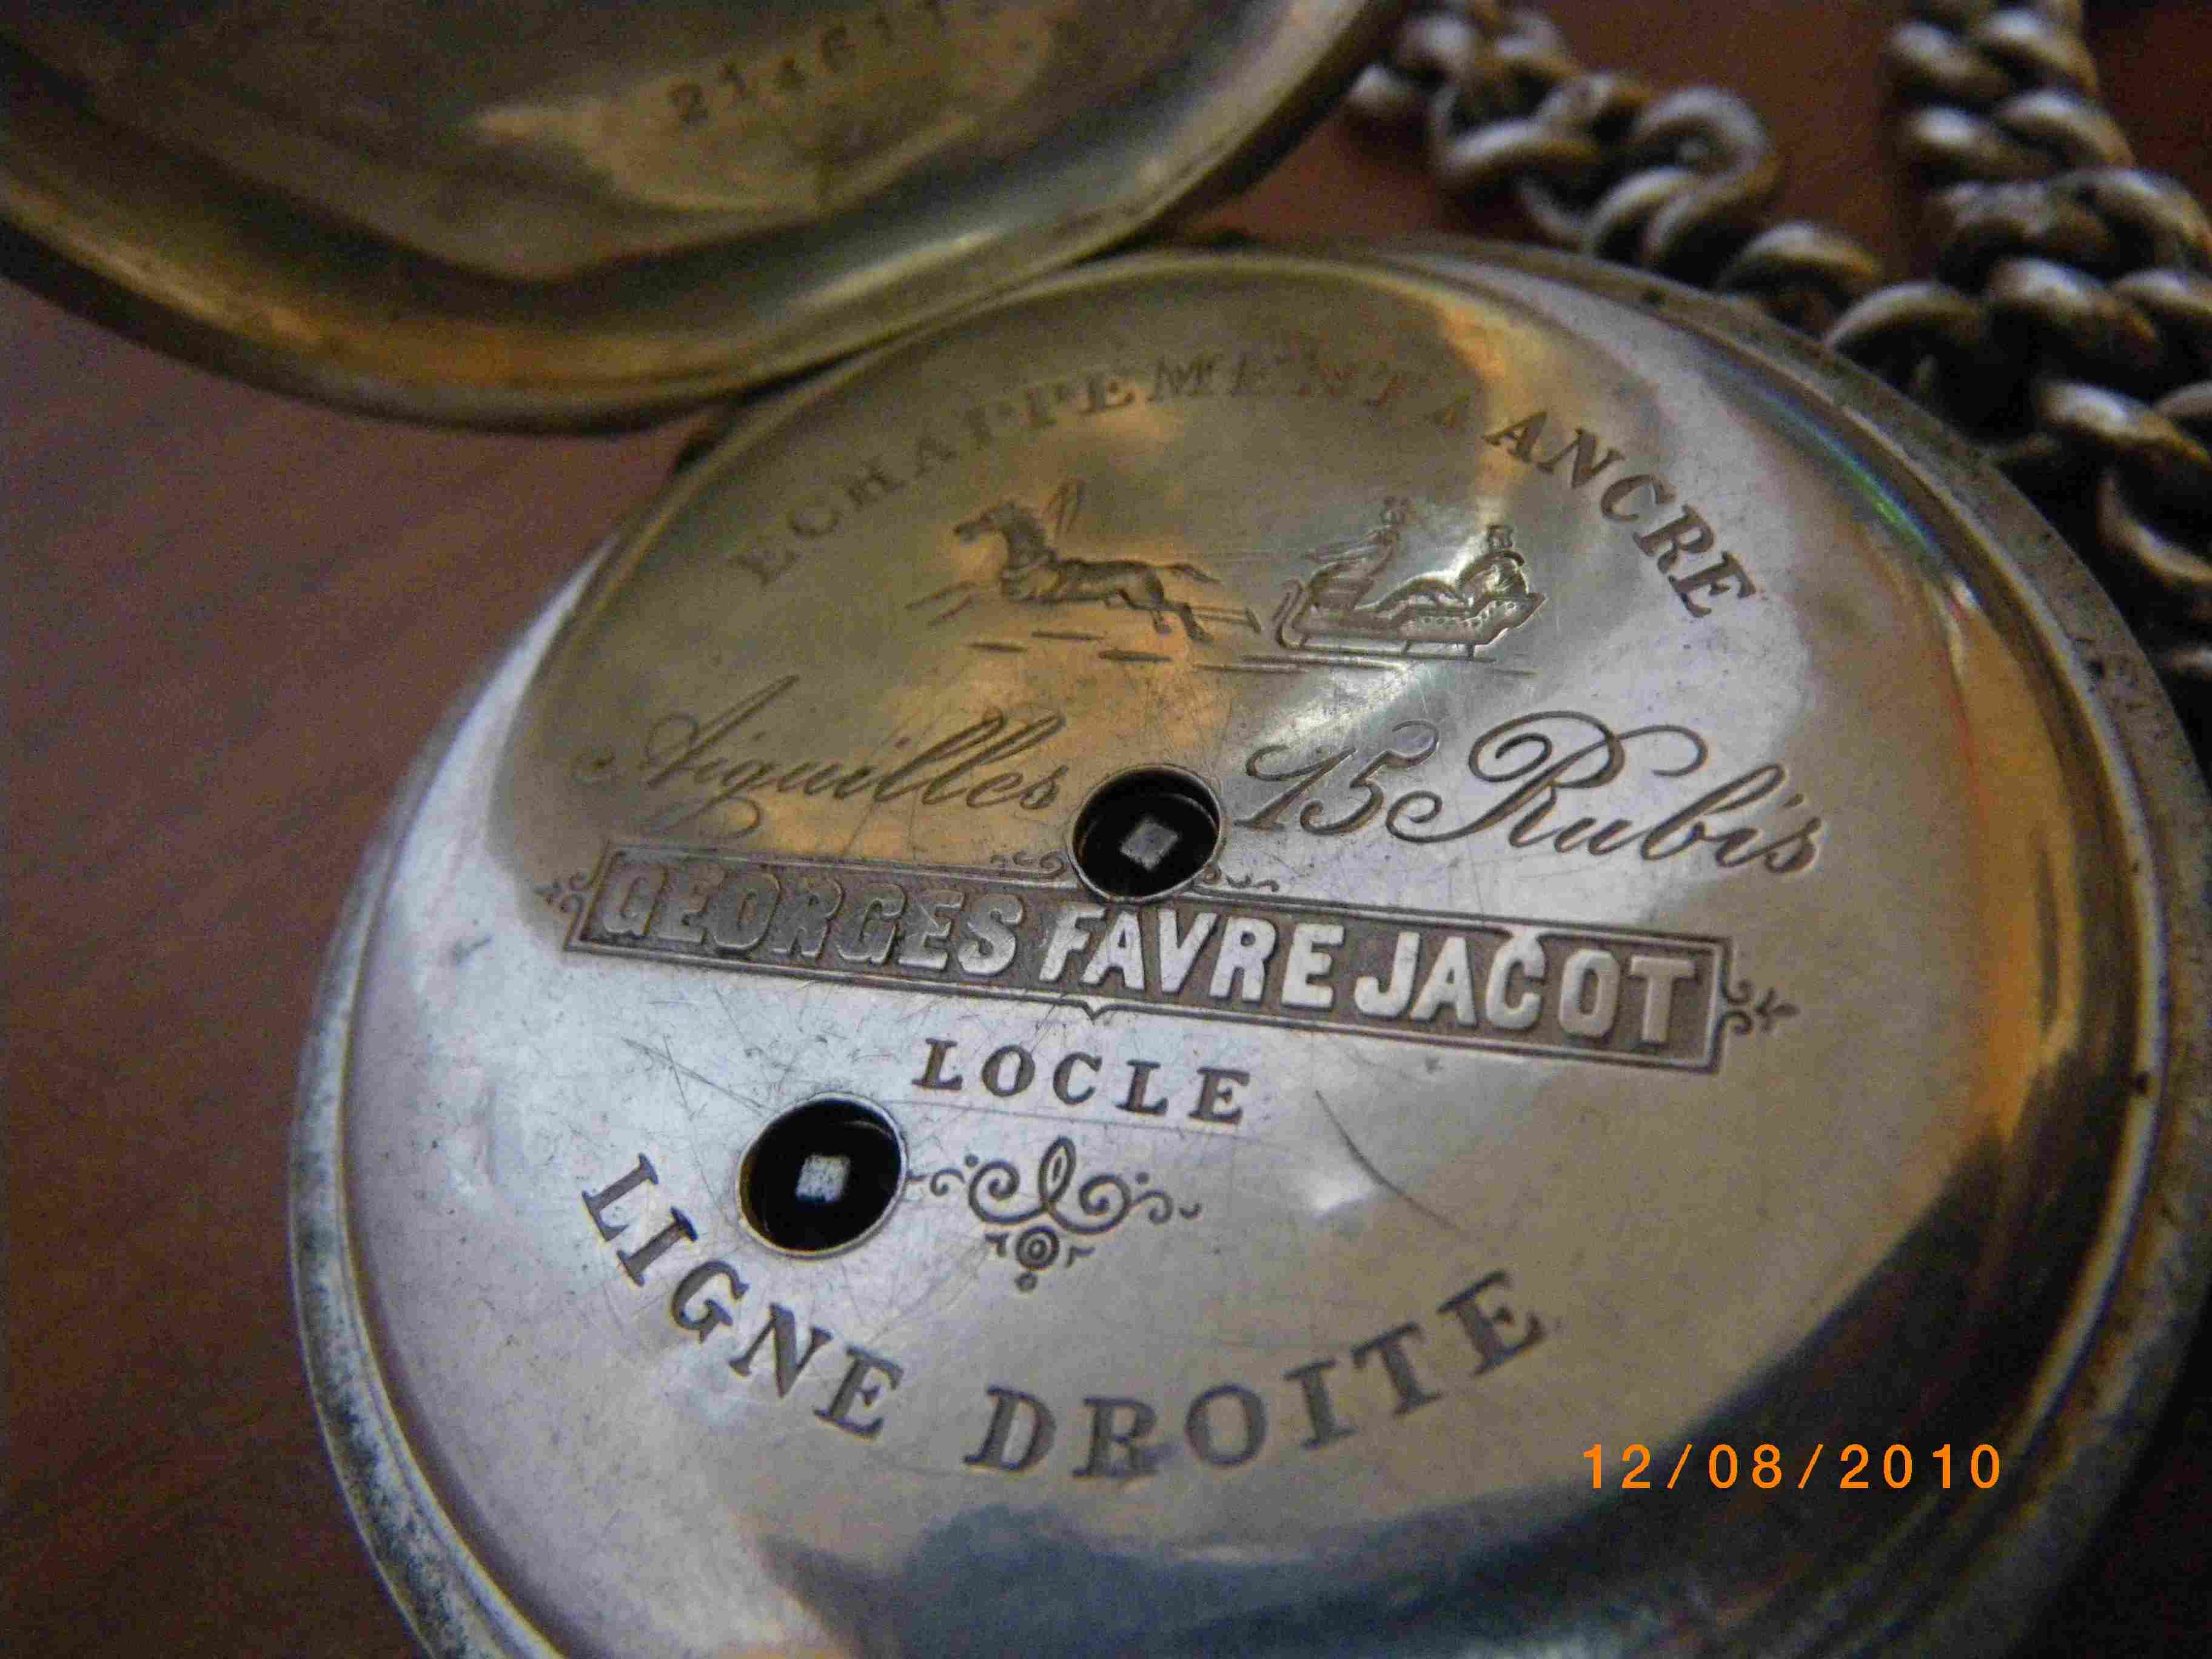 ECHAPPEMENT A ANCRE
Aiguilles 15 Rubis
GEORGES FAVRE JACOT
LOCLE
LIGNE DROITE
12/08/2010